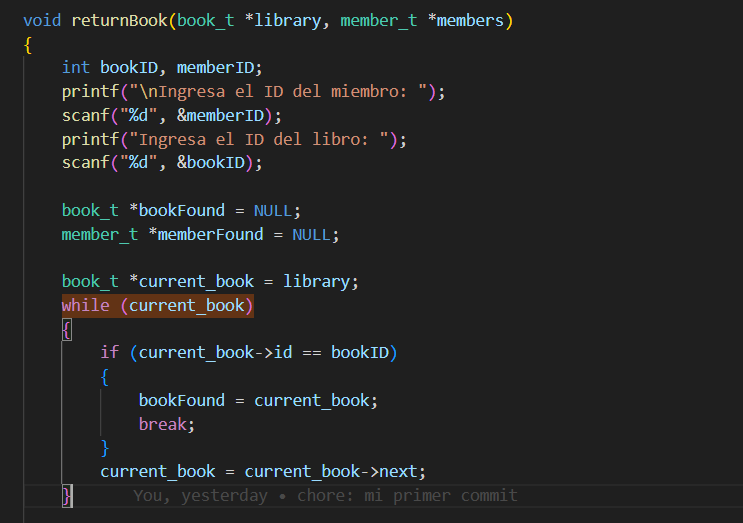 void returnBook(book_t *library, member_t *members)
{
    int bookID, memberID;
    printf("\nIngresa el ID del miembro: ");
    scanf("%d", &memberID);
    printf("Ingresa el ID del libro: ");
    scanf("%d", &bookID);

    book_t *bookFound = NULL;
    member_t *memberFound = NULL;

    book_t *current_book = library;
    while (current_book)
    {
        if (current_book->id == bookID)
        {
            bookFound = current_book;
            break;
        }
        current_book = current_book->next;
    }      You, yesterday • chore: mi primer commit